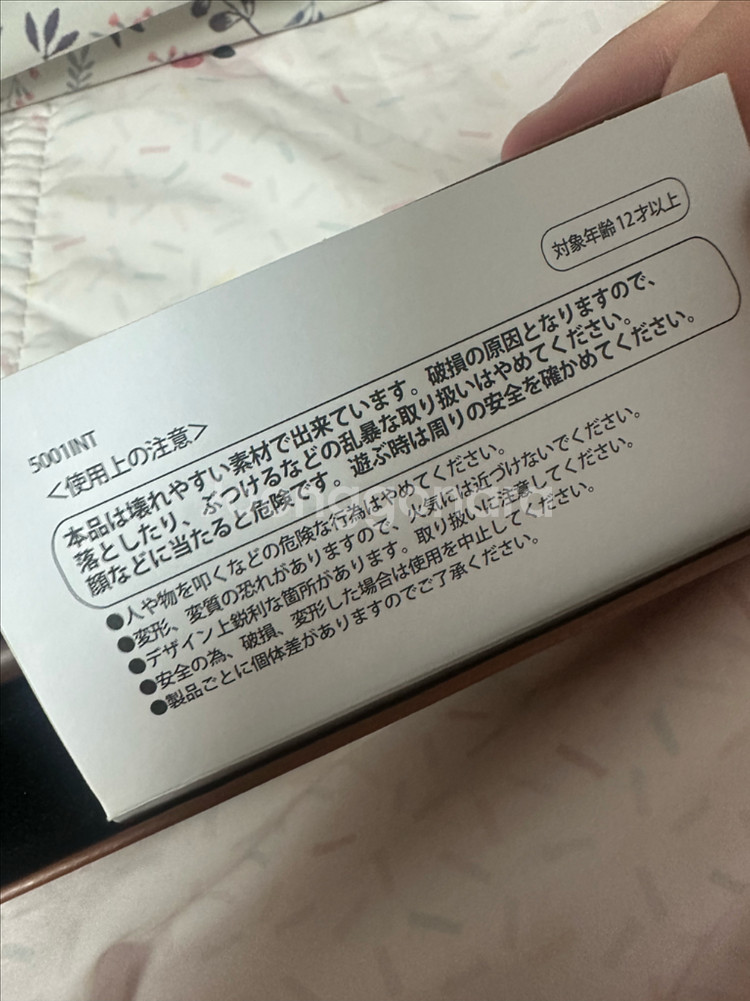 対象年齢12才以上
5001INT
<使用上の注意>
本品は壊れやすい素材で出来ています。破損の原因となりますので、
落としたり、ぶつけるなどの乱暴な取り扱いはやめてください。
顔などに当たると危険です。遊ぶ時は周りの安全を確かめてください。
●人や物を叩くなどの危険な行為はやめてください。
●変形、変質の恐れがありますので、火気には近づけないでください。
●デザイン上鋭利な箇所があります。取り扱いに注意してください。
●安全の為、破損、変形した場合は使用を中止してください。
●製品ごとに個体差がありますのでご了承ください。